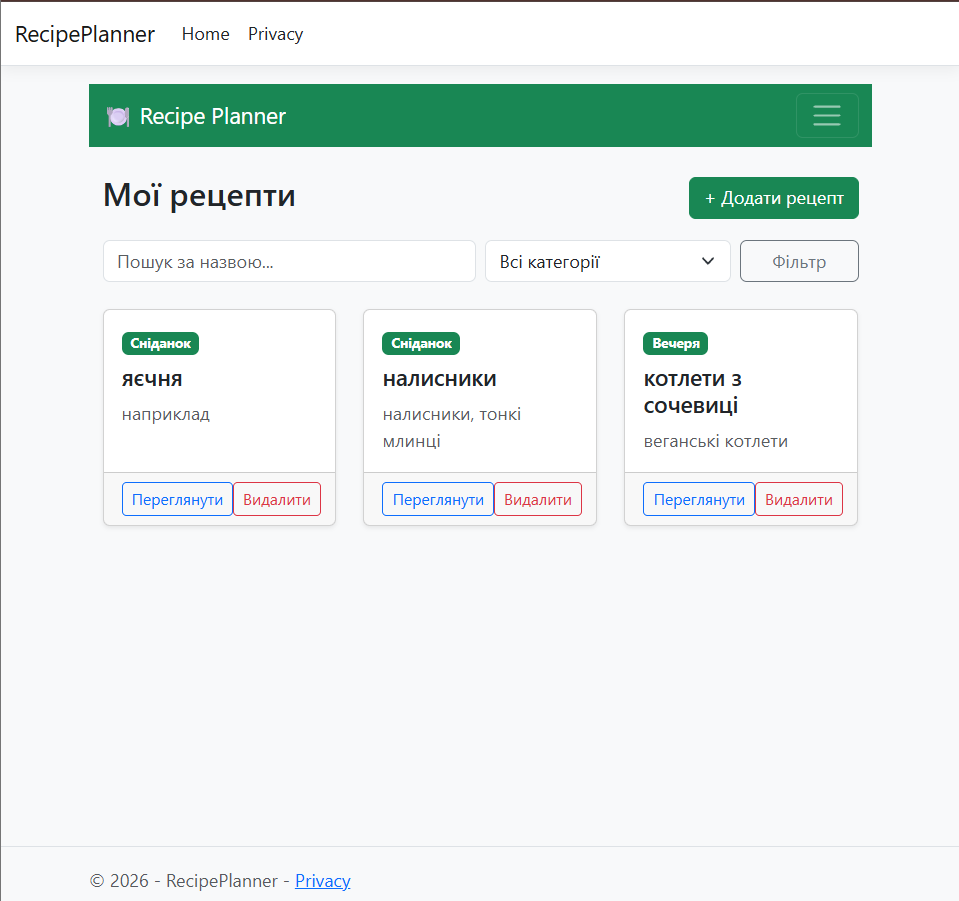 RecipePlanner Home Privacy
🍽️ Recipe Planner
Мої рецепти
+ Додати рецепт
Пошук за назвою...
Всі категорії
Фільтр
Сніданок
яєчня
наприклад
Переглянути Видалити
Сніданок
налисники
налисники, тонкі
млинці
Переглянути Видалити
Вечеря
котлети з
сочевиці
веганські котлети
Переглянути Видалити
© 2026 - RecipePlanner - Privacy